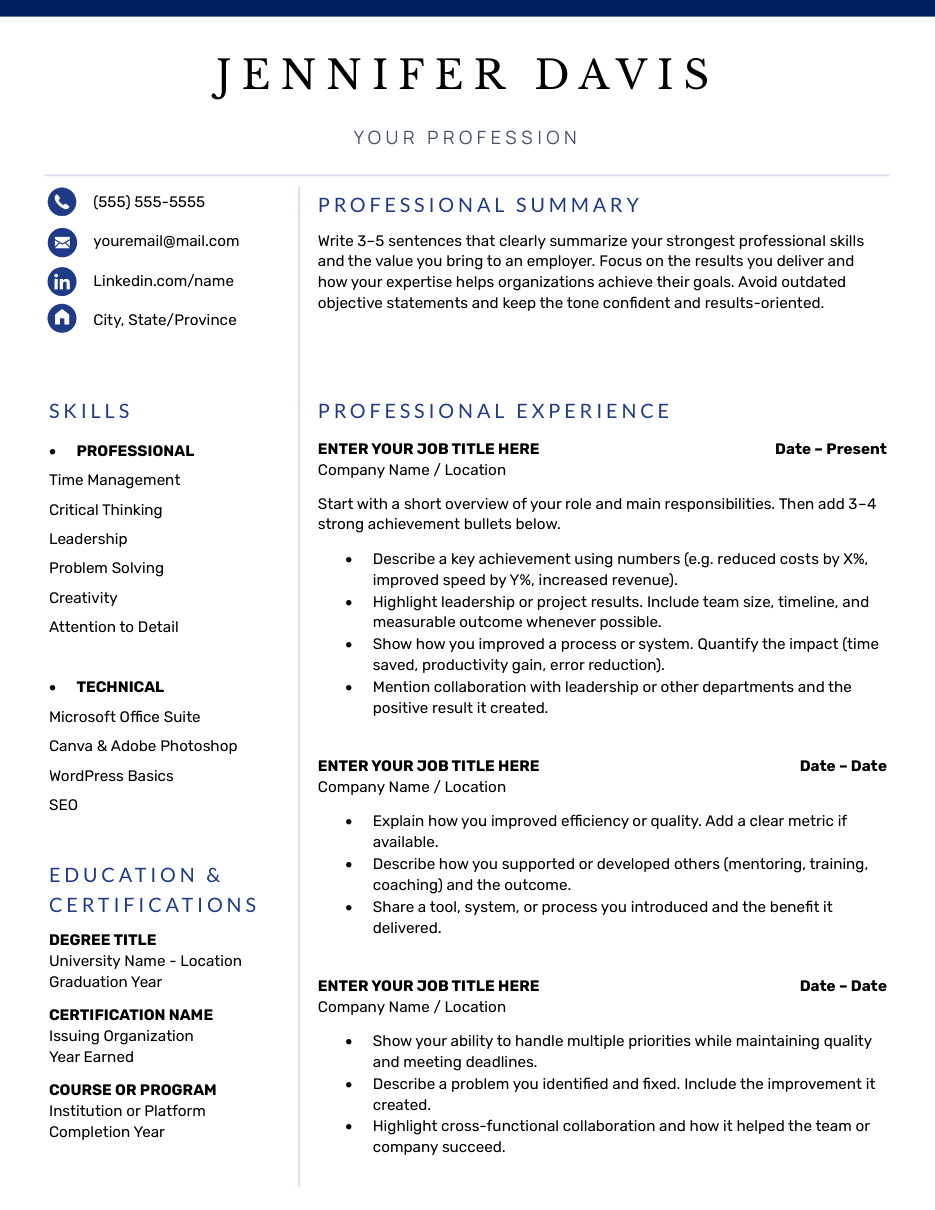 JENNIFER DAVIS
YOUR PROFESSION
(555) 555-5555
youremail@mail.com
Linkedin.com/name
City, State/Province
SKILLS
• PROFESSIONAL
Time Management
Critical Thinking
Leadership
Problem Solving
Creativity
Attention to Detail
• TECHNICAL
Microsoft Office Suite
Canva & Adobe Photoshop
WordPress Basics
SEO
EDUCATION &
CERTIFICATIONS
DEGREE TITLE
University Name - Location
Graduation Year
CERTIFICATION NAME
Issuing Organization
Year Earned
COURSE OR PROGRAM
Institution or Platform
Completion Year
PROFESSIONAL SUMMARY
Write 3–5 sentences that clearly summarize your strongest professional skills
and the value you bring to an employer. Focus on the results you deliver and
how your expertise helps organizations achieve their goals. Avoid outdated
objective statements and keep the tone confident and results-oriented.
PROFESSIONAL EXPERIENCE
ENTER YOUR JOB TITLE HERE Date – Present
Company Name / Location
Start with a short overview of your role and main responsibilities. Then add 3–4
strong achievement bullets below.
• Describe a key achievement using numbers (e.g. reduced costs by X%,
improved speed by Y%, increased revenue).
• Highlight leadership or project results. Include team size, timeline, and
measurable outcome whenever possible.
• Show how you improved a process or system. Quantify the impact (time
saved, productivity gain, error reduction).
• Mention collaboration with leadership or other departments and the
positive result it created.
ENTER YOUR JOB TITLE HERE Date – Date
Company Name / Location
• Explain how you improved efficiency or quality. Add a clear metric if
available.
• Describe how you supported or developed others (mentoring, training,
coaching) and the outcome.
• Share a tool, system, or process you introduced and the benefit it
delivered.
ENTER YOUR JOB TITLE HERE Date – Date
Company Name / Location
• Show your ability to handle multiple priorities while maintaining quality
and meeting deadlines.
• Describe a problem you identified and fixed. Include the improvement it
created.
• Highlight cross-functional collaboration and how it helped the team or
company succeed.